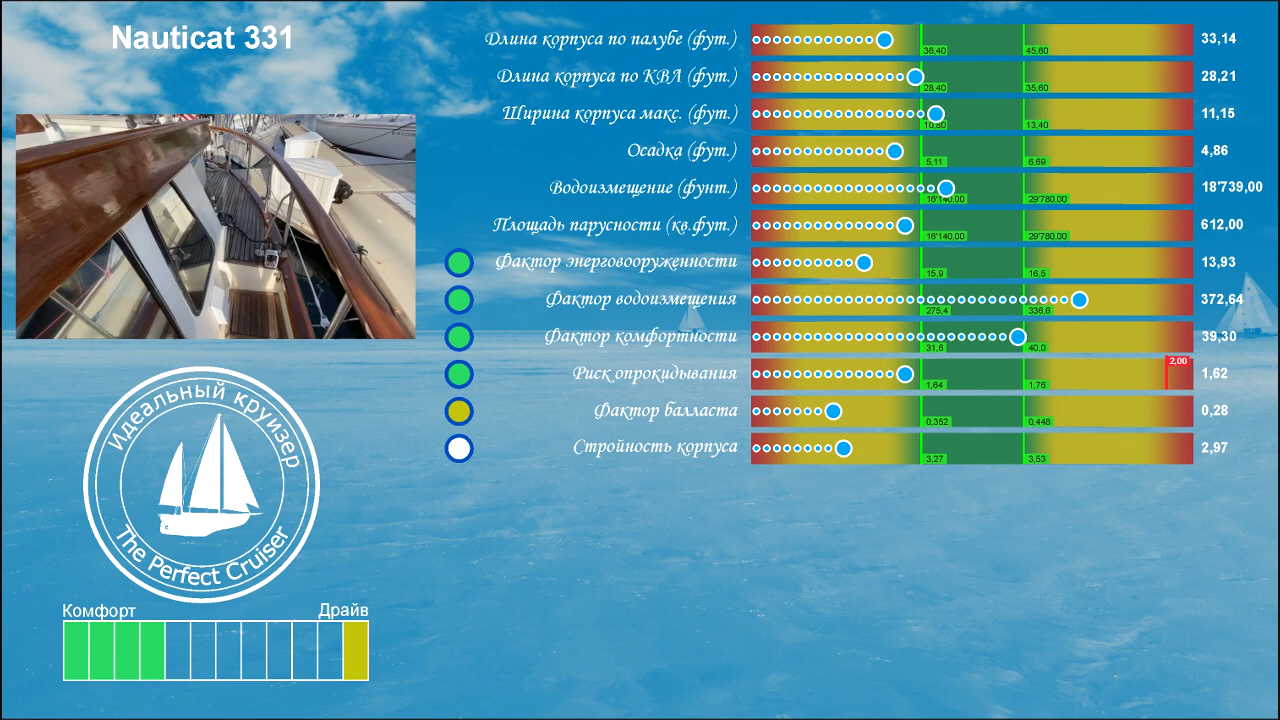 Nauticat 331
Длина корпуса по палубе (фут.) 36,40 45,60 33,14
Длина корпуса по КВЛ (фут.) 28,40 35,60 28,21
Ширина корпуса макс. (фут.) 10,80 13,40 11,15
Осадка (фут.) 5,11 6,69 4,86
Водоизмещение (фунт.) 16'140,00 29'780,00 18'739,00
Площадь парусности (кв.фут.) 16'140,00 29'780,00 612,00
Фактор энерговооруженности 15,9 16,5 13,93
Фактор водоизмещения 275,4 336,6 372,64
Фактор комфортности 31,6 40,0 39,30
Риск опрокидывания 1,64 1,76 2,00 1,62
Фактор балласта 0,352 0,448 0,28
Стройность корпуса 3,27 3,53 2,97
Идеальный круизер
The Perfect Cruiser
Комфорт Драйв